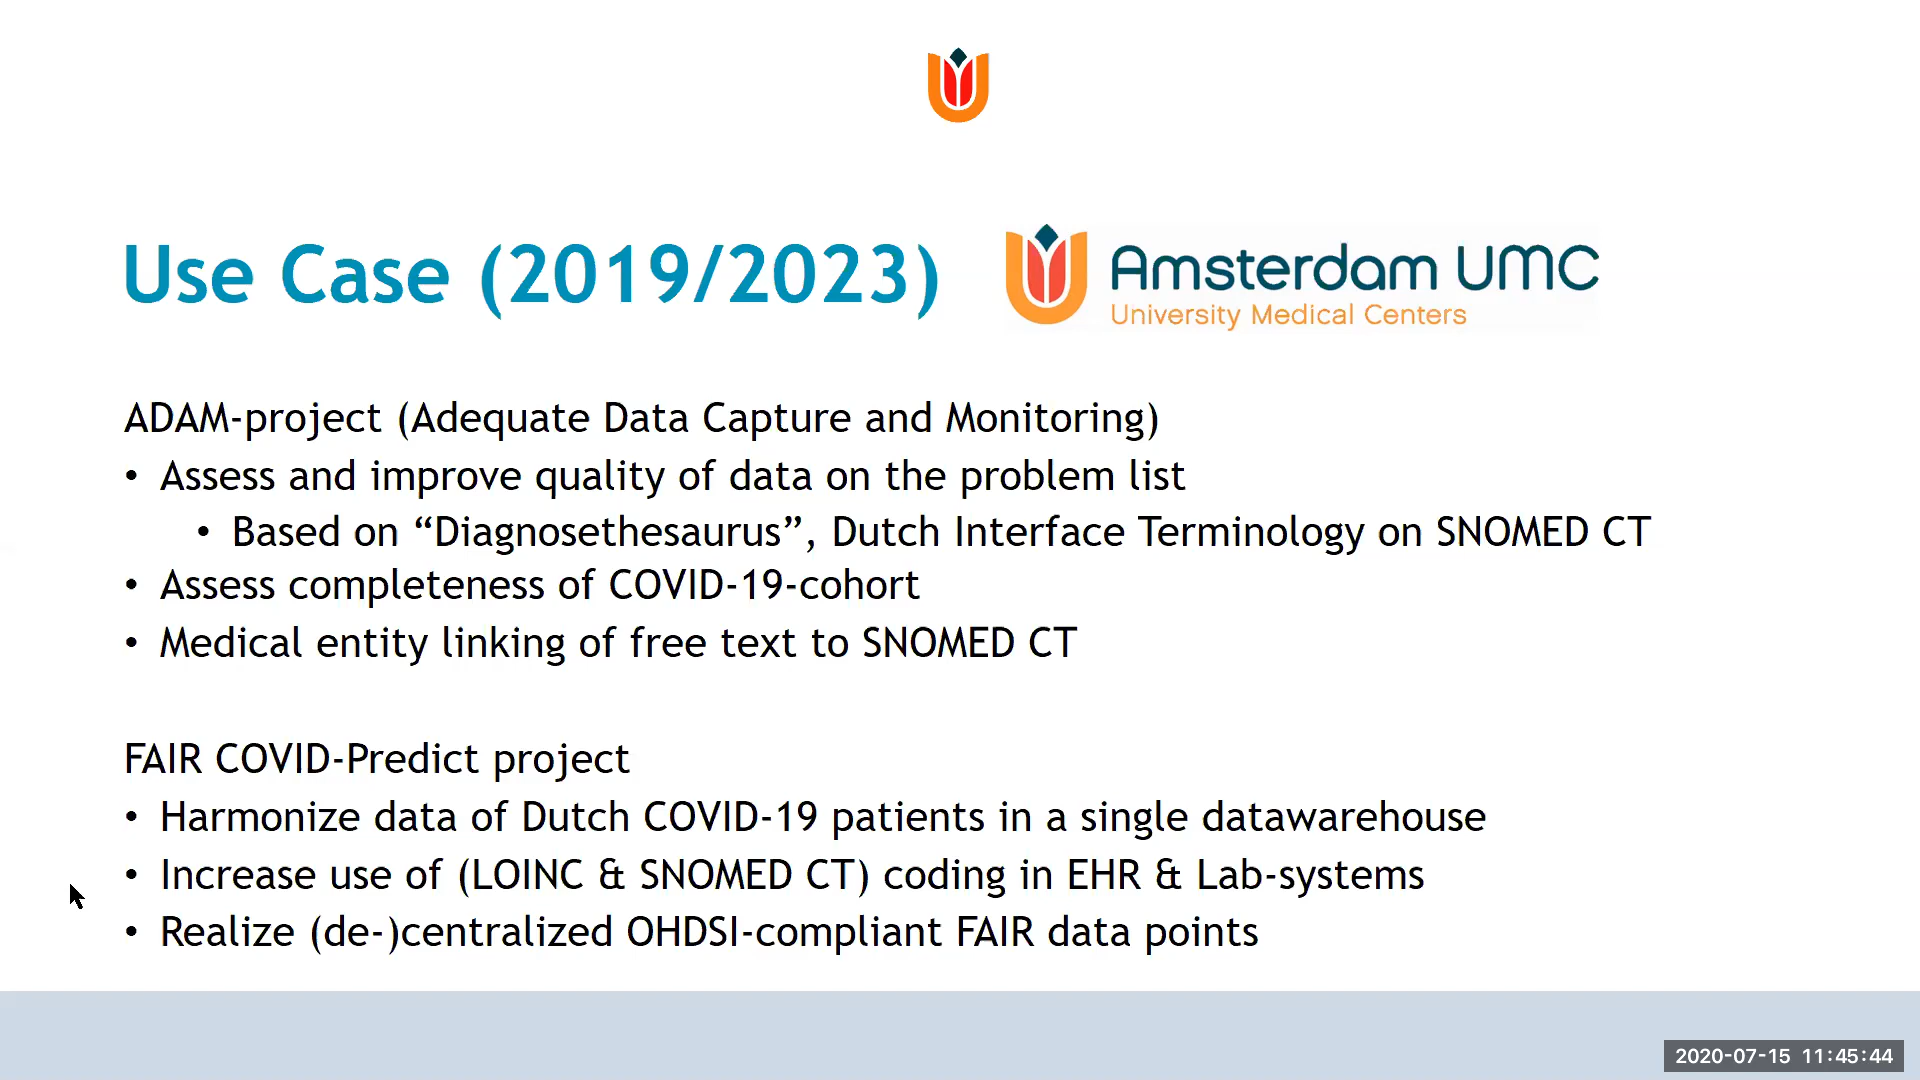 Use Case (2019/2023)
Amsterdam UMC
University Medical Centers
ADAM-project (Adequate Data Capture and Monitoring)
• Assess and improve quality of data on the problem list
• Based on “Diagnosethesaurus”, Dutch Interface Terminology on SNOMED CT
• Assess completeness of COVID-19-cohort
• Medical entity linking of free text to SNOMED CT
FAIR COVID-Predict project
• Harmonize data of Dutch COVID-19 patients in a single datawarehouse
• Increase use of (LOINC & SNOMED CT) coding in EHR & Lab-systems
• Realize (de-)centralized OHDSI-compliant FAIR data points
2020-07-15 11:45:44